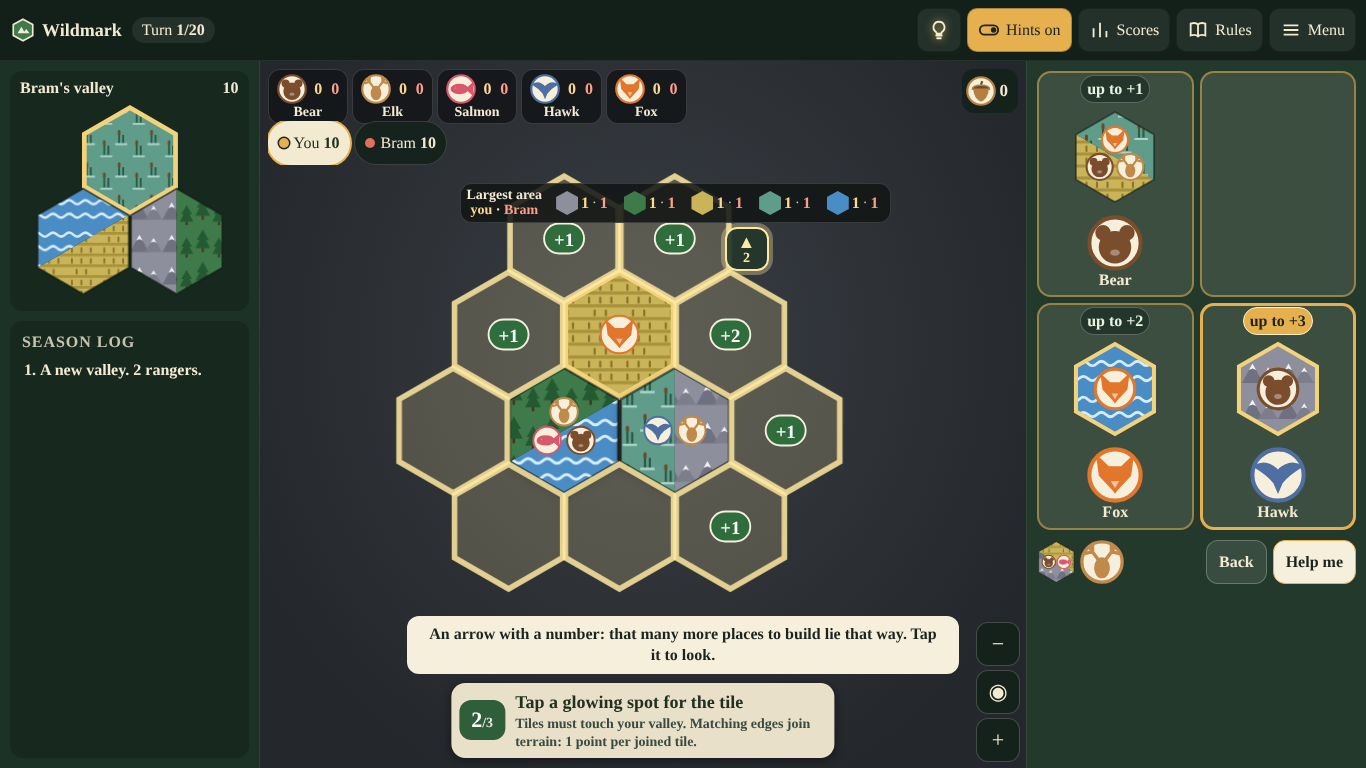 Wildmark
Turn 1/20
Hints on
Scores
Rules
Menu
Bram's valley 10
SEASON LOG
1. A new valley. 2 rangers.
0 0
Bear
0 0
Elk
0 0
Salmon
0 0
Hawk
0 0
Fox
0
You 10
Bram 10
Largest area
you · Bram
1 · 1
1 · 1
1 · 1
1 · 1
1 · 1
+1
+1
▲
2
+1
+2
+1
+1
An arrow with a number: that many more places to build lie that way. Tap
it to look.
2/3
Tap a glowing spot for the tile
Tiles must touch your valley. Matching edges join
terrain: 1 point per joined tile.
up to +1
Bear
up to +2
Fox
up to +3
Hawk
Back
Help me